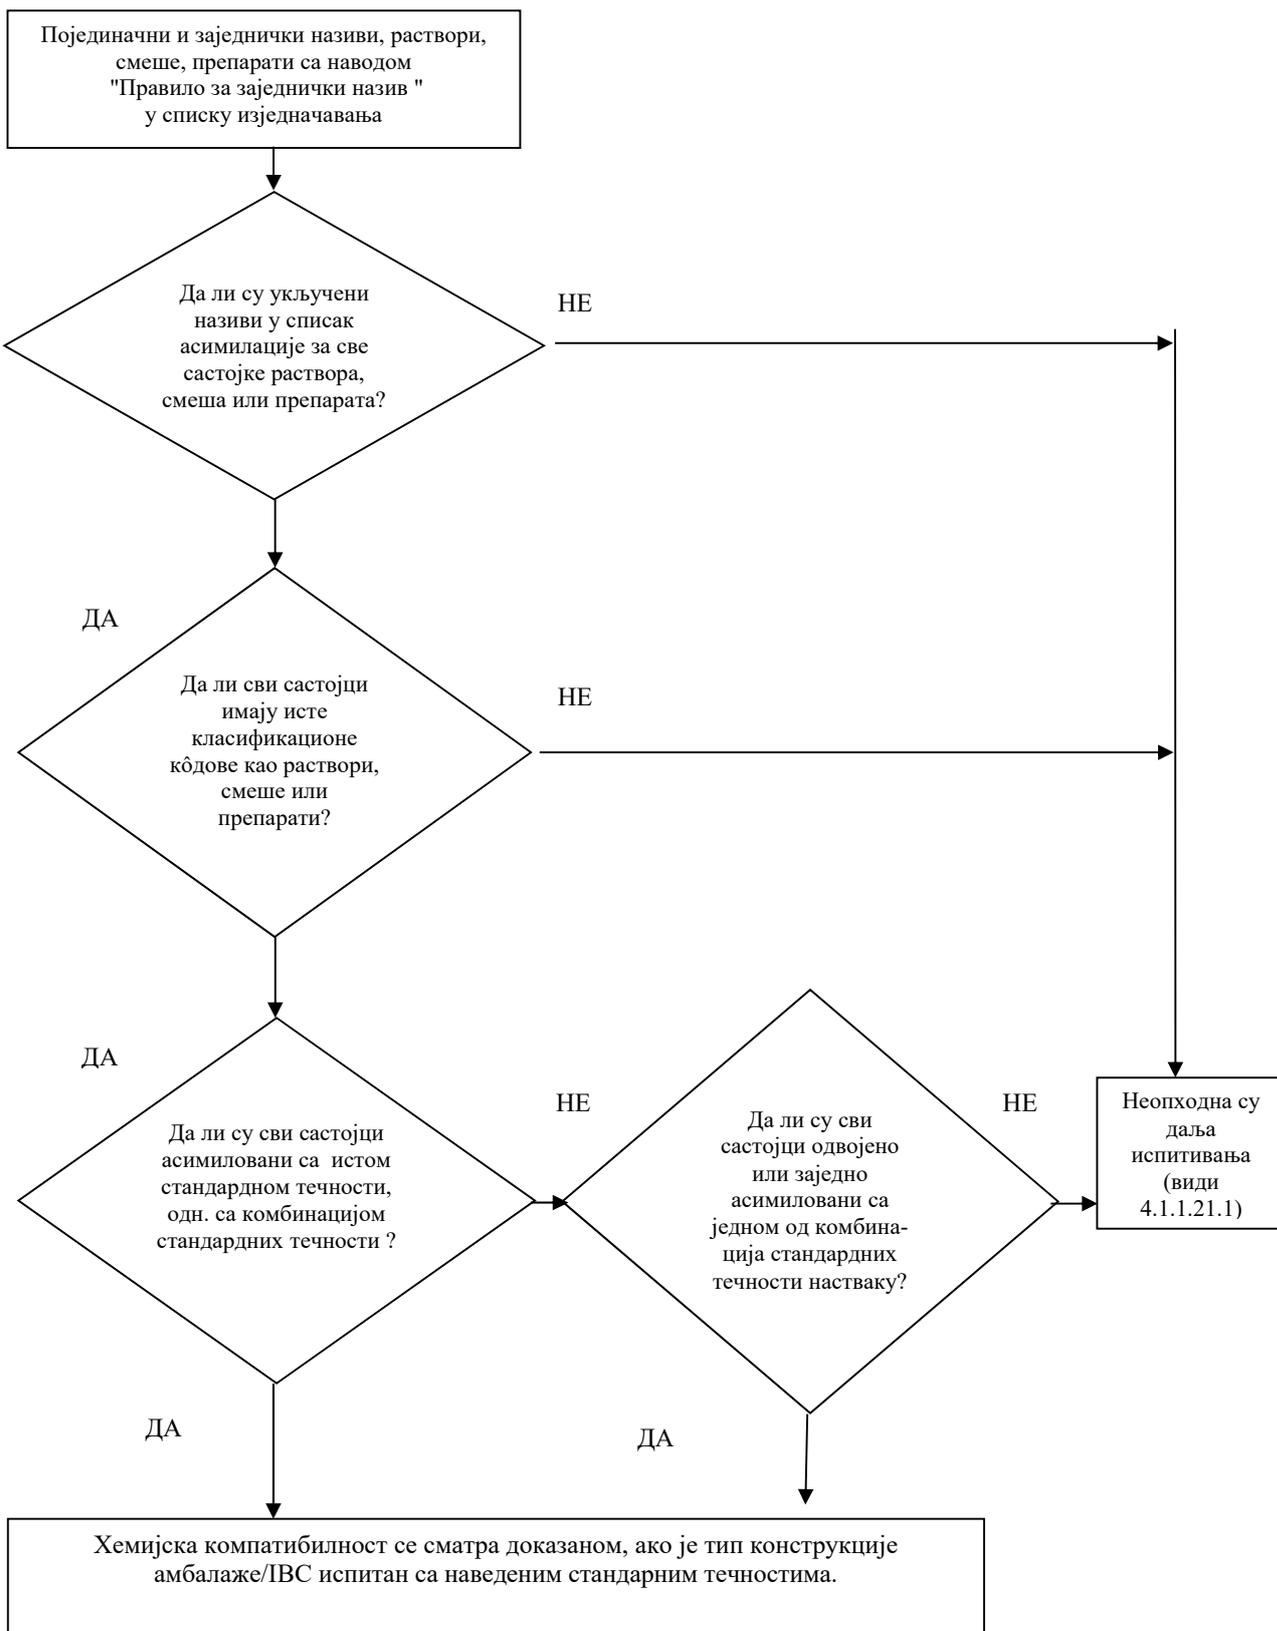 Појединачни и заједнички називи, раствори,
смеше, препарати са наводом
"Правило за заједнички назив "
у списку изједначавања
Да ли су укључени
називи у списак
асимилације за све
састојке раствора,
смеша или препарата?
НЕ
ДА
Да ли сви састојци
имају исте
класификационе
кôдове као раствори,
смеше или
препарати?
НЕ
ДА
Да ли су сви састојци
асимиловани са  истом
стандардном течности,
одн. са комбинацијом
стандардних течности ?
НЕ
Да ли су сви
састојци одвојено
или заједно
асимиловани са
једном од комбина-
ција стандардних
течности наставку?
НЕ
Неопходна су
даља
испитивања
(види
4.1.1.21.1)
ДА
ДА
Хемијска компатибилност се сматра доказаном, ако је тип конструкције
амбалаже/IBC испитан са наведеним стандарним течностима.